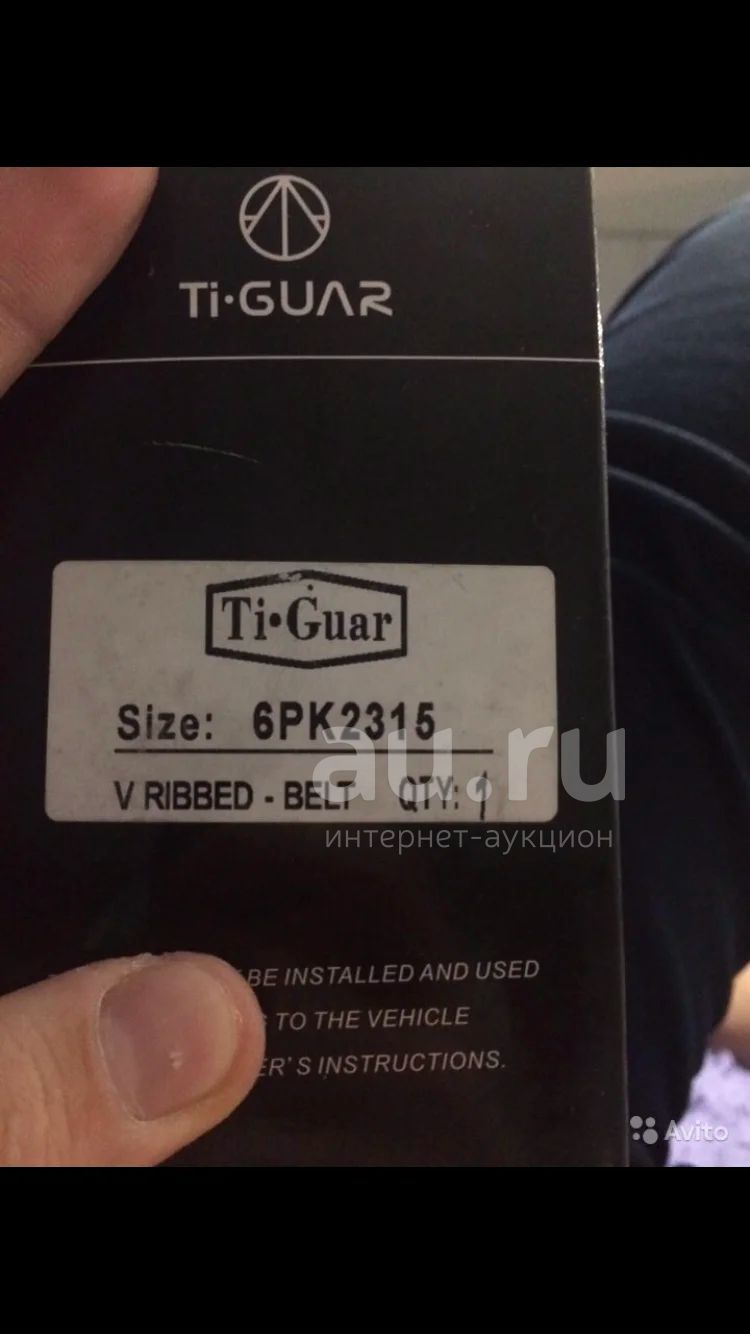 Ti·GUAR
Ti·Guar
Size: 6PK2315
V RIBBED - BELT QTY: 1
au.ru
интернет-аукцион
BE INSTALLED AND USED
TO THE VEHICLE
ER'S INSTRUCTIONS.
Avito